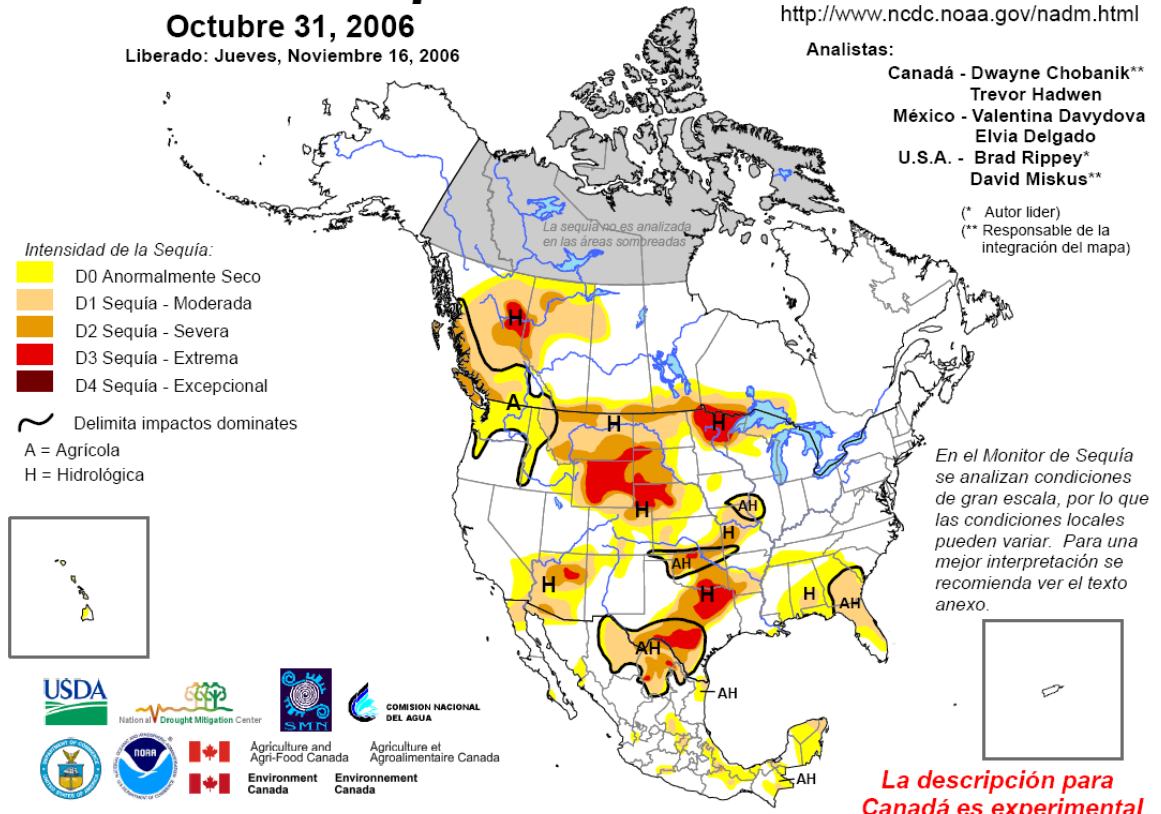 Octubre 31, 2006
Liberado: Jueves, Noviembre 16, 2006
http://www.ncdc.noaa.gov/nadm.html
Analistas:
Canadá - Dwayne Chobanik**
Trevor Hadwen
México - Valentina Davydova
Elvia Delgado
U.S.A. - Brad Rippey*
David Miskus**
(* Autor lider)
(** Responsable de la
integración del mapa)
La sequía no es analizada
en las áreas sombreadas
Intensidad de la Sequía:
D0 Anormalmente Seco
D1 Sequía - Moderada
D2 Sequía - Severa
D3 Sequía - Extrema
D4 Sequía - Excepcional
Delimita impactos dominates
A = Agrícola
H = Hidrológica
H
A
H
H
H
AH
H
AH
H
H
H
AH
AH
AH
AH
En el Monitor de Sequía
se analizan condiciones
de gran escala, por lo que
las condiciones locales
pueden variar. Para una
mejor interpretación se
recomienda ver el texto
anexo.
USDA
National Drought Mitigation Center
SMN
COMISION NACIONAL
DEL AGUA
NOAA
Agriculture and
Agri-Food Canada
Agriculture et
Agroalimentaire Canada
Environment
Canada
Environnement
Canada
La descripción para
Canadá es experimental